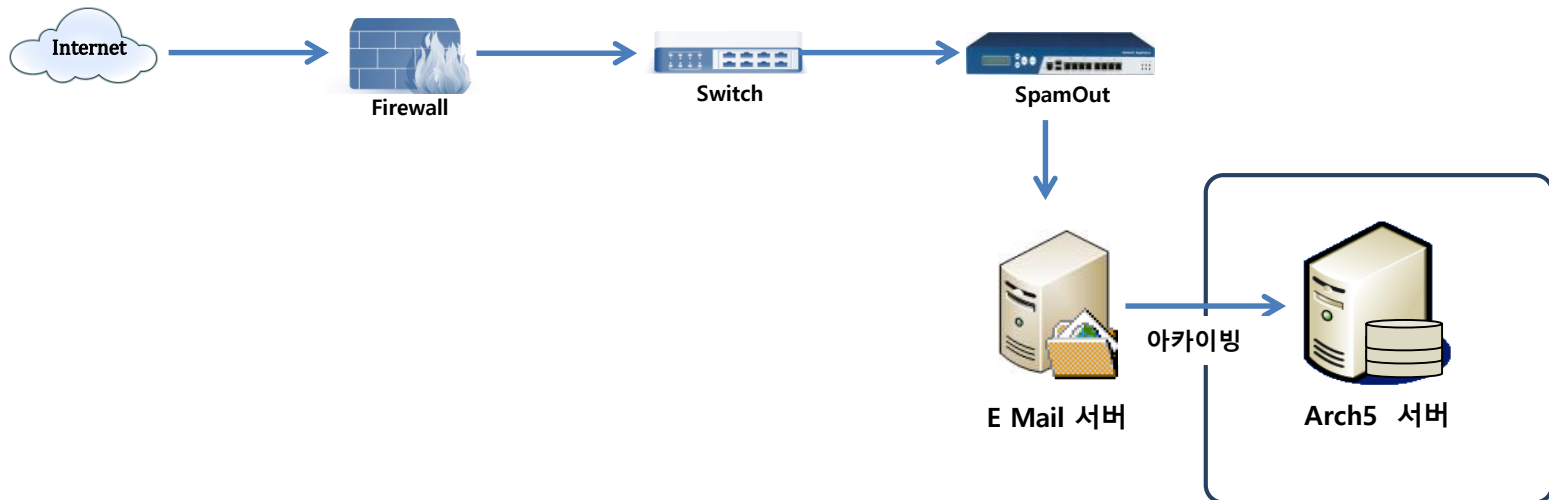 Internet
Firewall
Switch
SpamOut
아카이빙
E Mail 서버
Arch5 서버